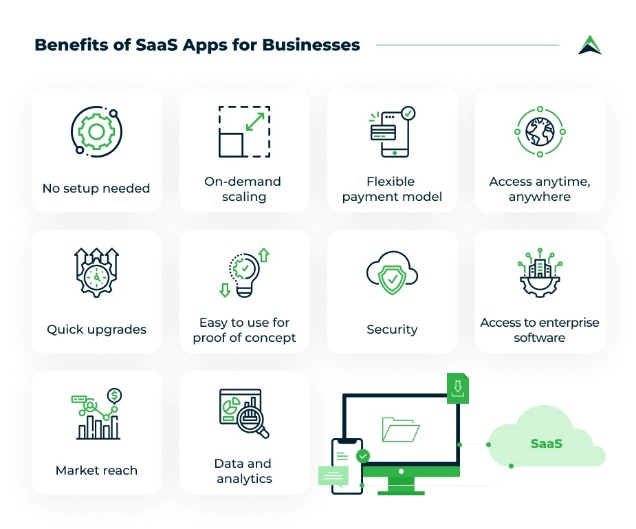 Benefits of SaaS Apps for Businesses
No setup needed
On-demand
scaling
Flexible
payment model
Access anytime,
anywhere
Quick upgrades
Easy to use for
proof of concept
Security
Access to enterprise
software
$
Market reach
Data and
analytics
SaaS